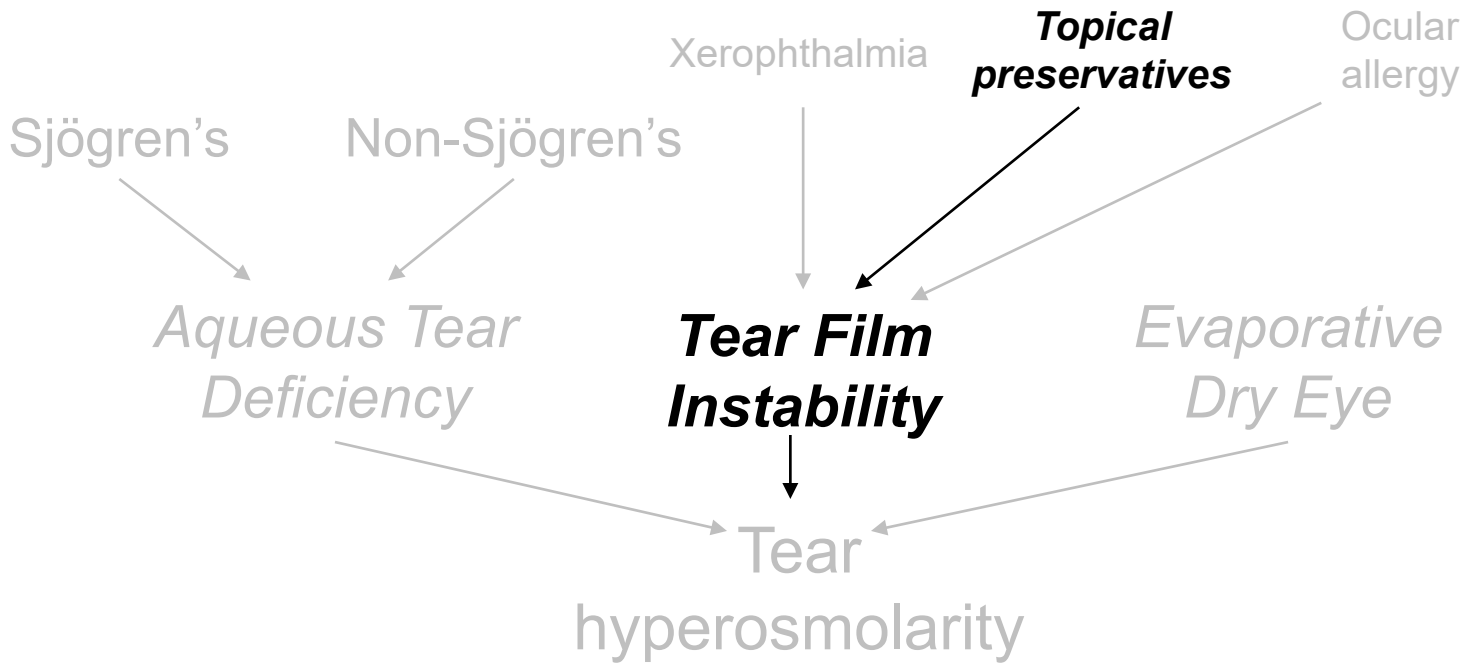 Xerophthalmia
Topical
preservatives
Ocular
allergy
Sjögren’s
Non-Sjögren’s
Aqueous Tear
Deficiency
Tear Film
Instability
Evaporative
Dry Eye
Tear
hyperosmolarity